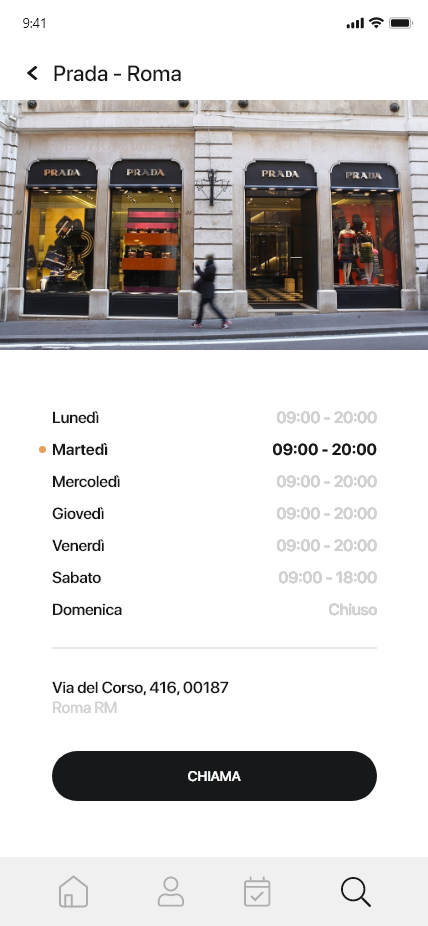 9:41
Prada - Roma
PRADA PRADA PRADA PRADA
Lunedì 09:00 - 20:00
Martedì 09:00 - 20:00
Mercoledì 09:00 - 20:00
Giovedì 09:00 - 20:00
Venerdì 09:00 - 20:00
Sabato 09:00 - 18:00
Domenica Chiuso
Via del Corso, 416, 00187
Roma RM
CHIAMA